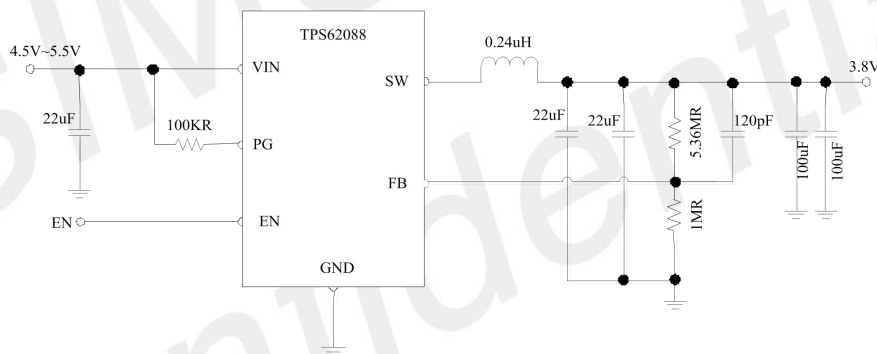 TPS62088
4.5V~5.5V
0.24uH
VIN
3.8V
SW
22uF
100KR
22uF
22uF
5.36MR
120pF
100uF
100uF
PG
FB
1MR
EN
EN
GND